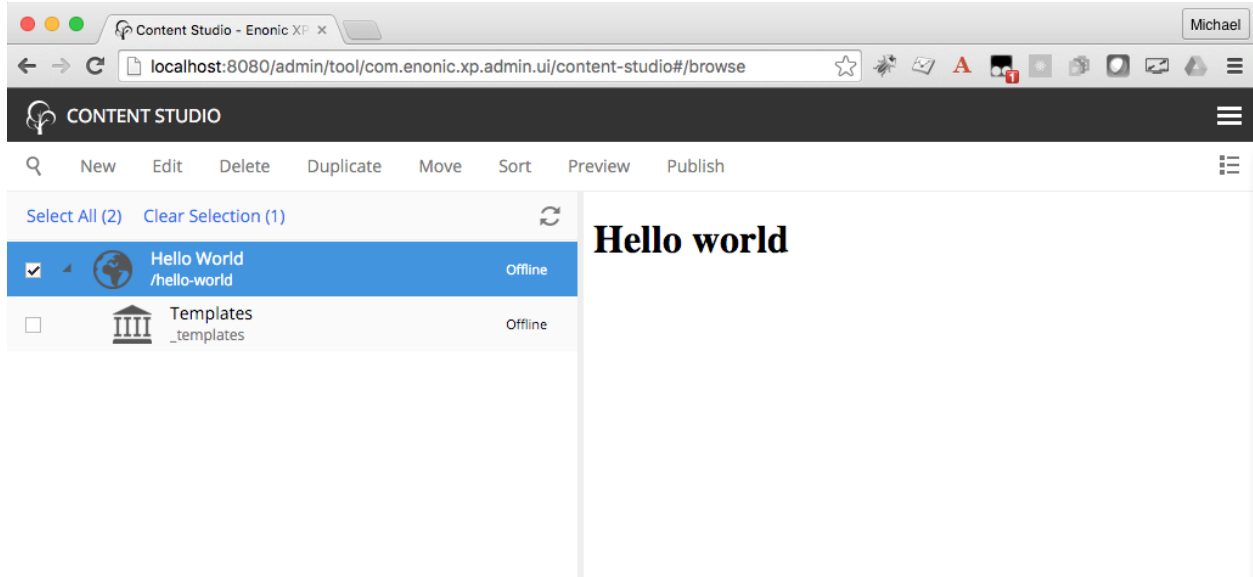 Content Studio - Enonic XP
Michael
localhost:8080/admin/tool/com.enonic.xp.admin.ui/content-studio#/browse
A
1
CONTENT STUDIO
New Edit Delete Duplicate Move Sort Preview Publish
Select All (2) Clear Selection (1)
Hello World
/hello-world
Offline
Templates
_templates
Offline
Hello world